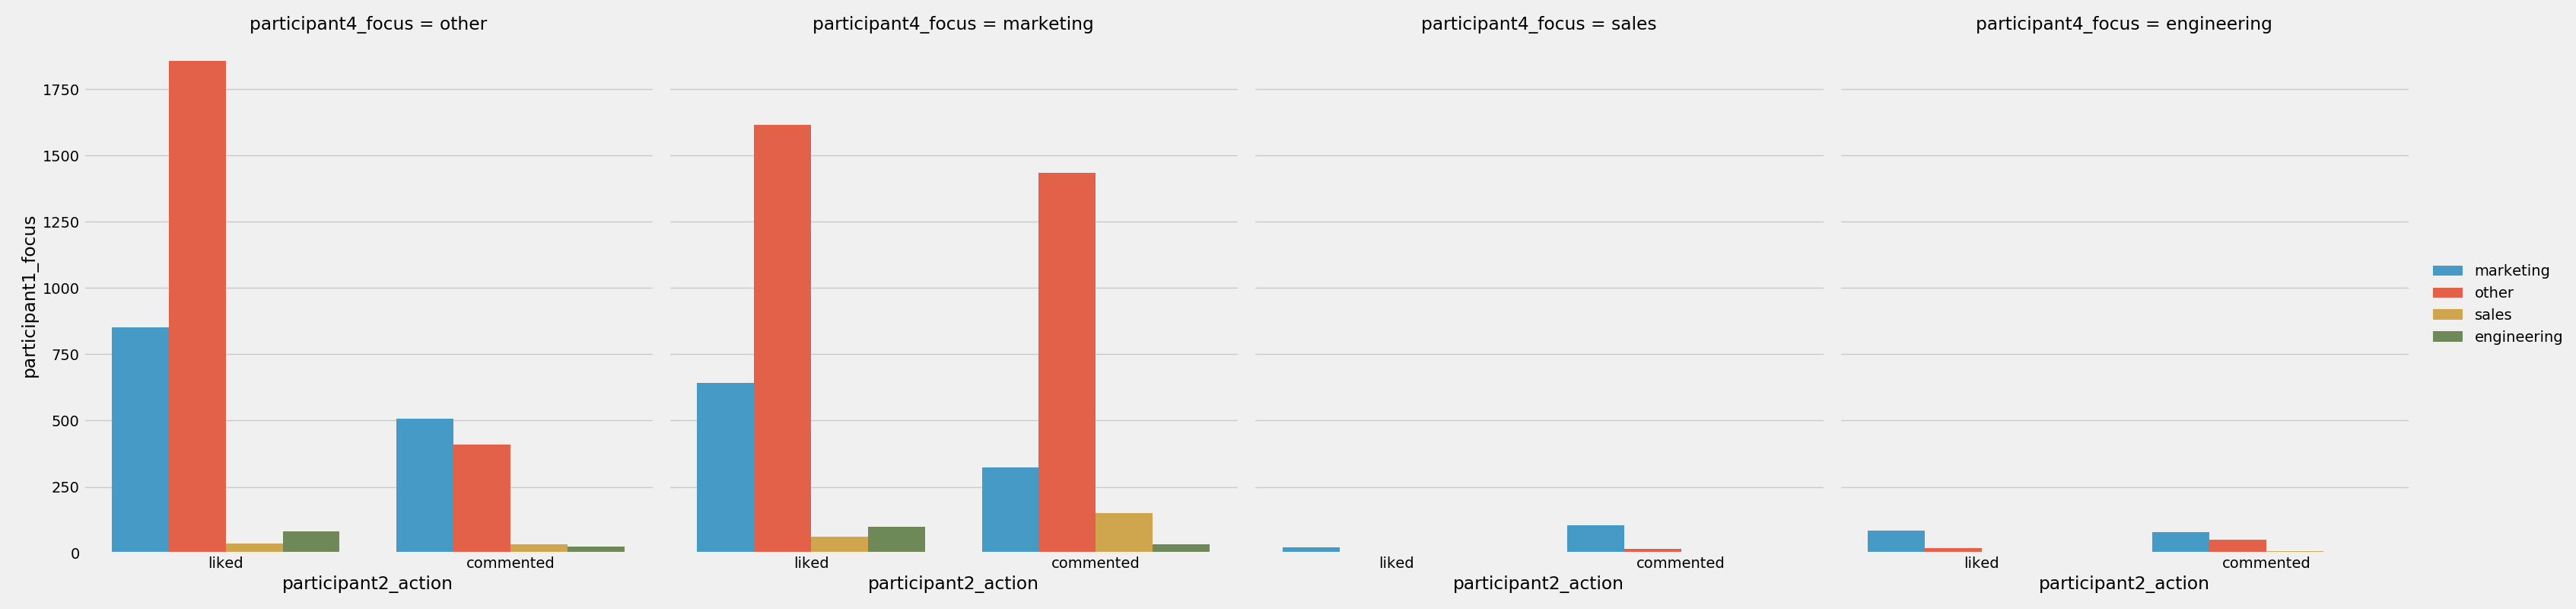 participant4_focus = other
participant4_focus = marketing
participant4_focus = sales
participant4_focus = engineering
participant1_focus
1750
1500
1250
1000
750
500
250
0
liked commented
liked commented
liked commented
liked commented
participant2_action
participant2_action
participant2_action
participant2_action
marketing
other
sales
engineering